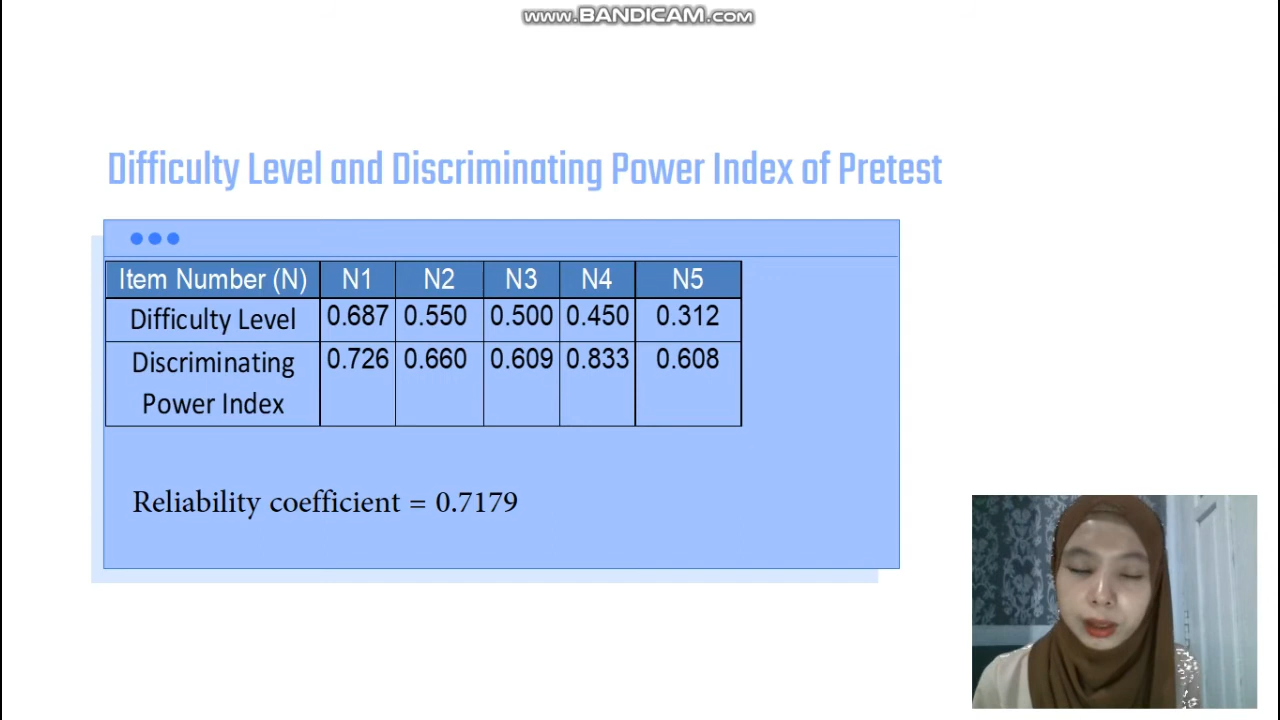 www.BANDICAM.com
Difficulty Level and Discriminating Power Index of Pretest
Item Number (N) N1 N2 N3 N4 N5
Difficulty Level 0.687 0.550 0.500 0.450 0.312
Discriminating 0.726 0.660 0.609 0.833 0.608
Power Index
Reliability coefficient = 0.7179